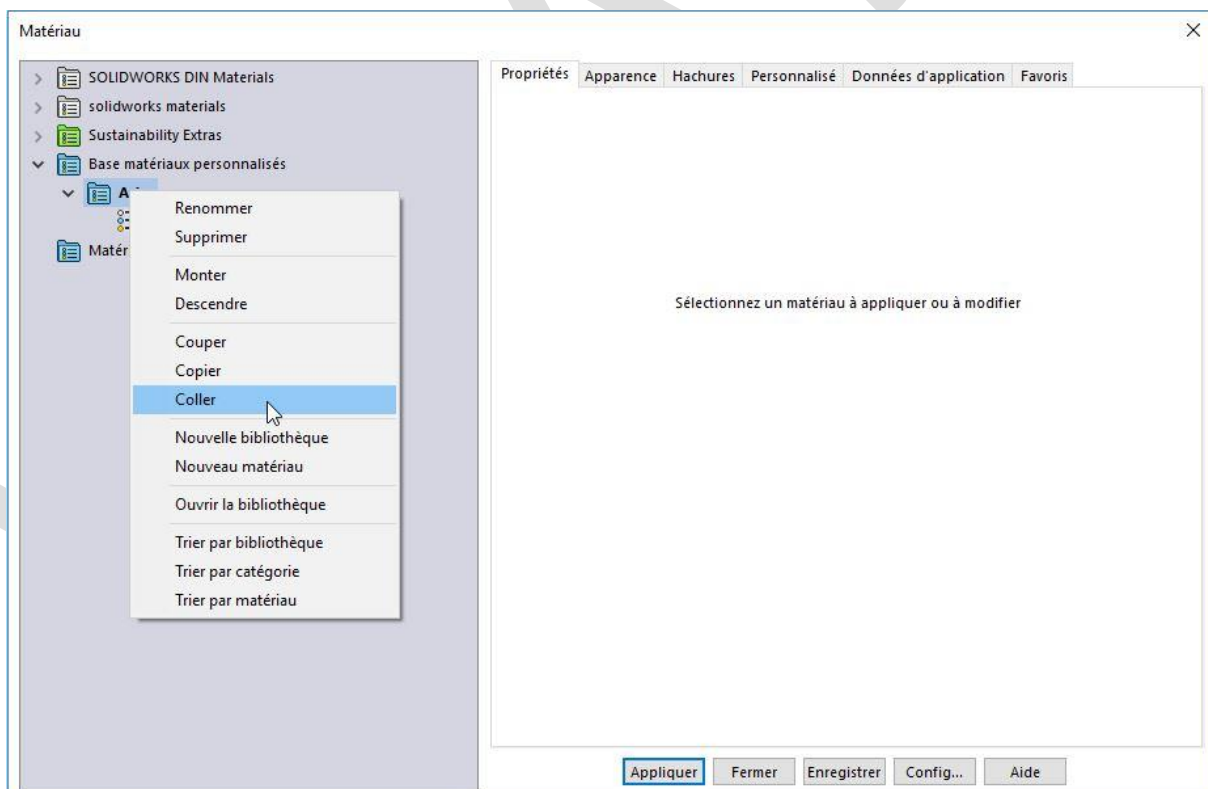 Matériau
SOLIDWORKS DIN Materials
solidworks materials
Sustainability Extras
Base matériaux personnalisés
Renommer
Supprimer
Monter
Descendre
Couper
Copier
Coller
Nouvelle bibliothèque
Nouveau matériau
Ouvrir la bibliothèque
Trier par bibliothèque
Trier par catégorie
Trier par matériau
Propriétés Apparence Hachures Personnalisé Données d'application Favoris
Sélectionnez un matériau à appliquer ou à modifier
Appliquer Fermer Enregistrer Config... Aide